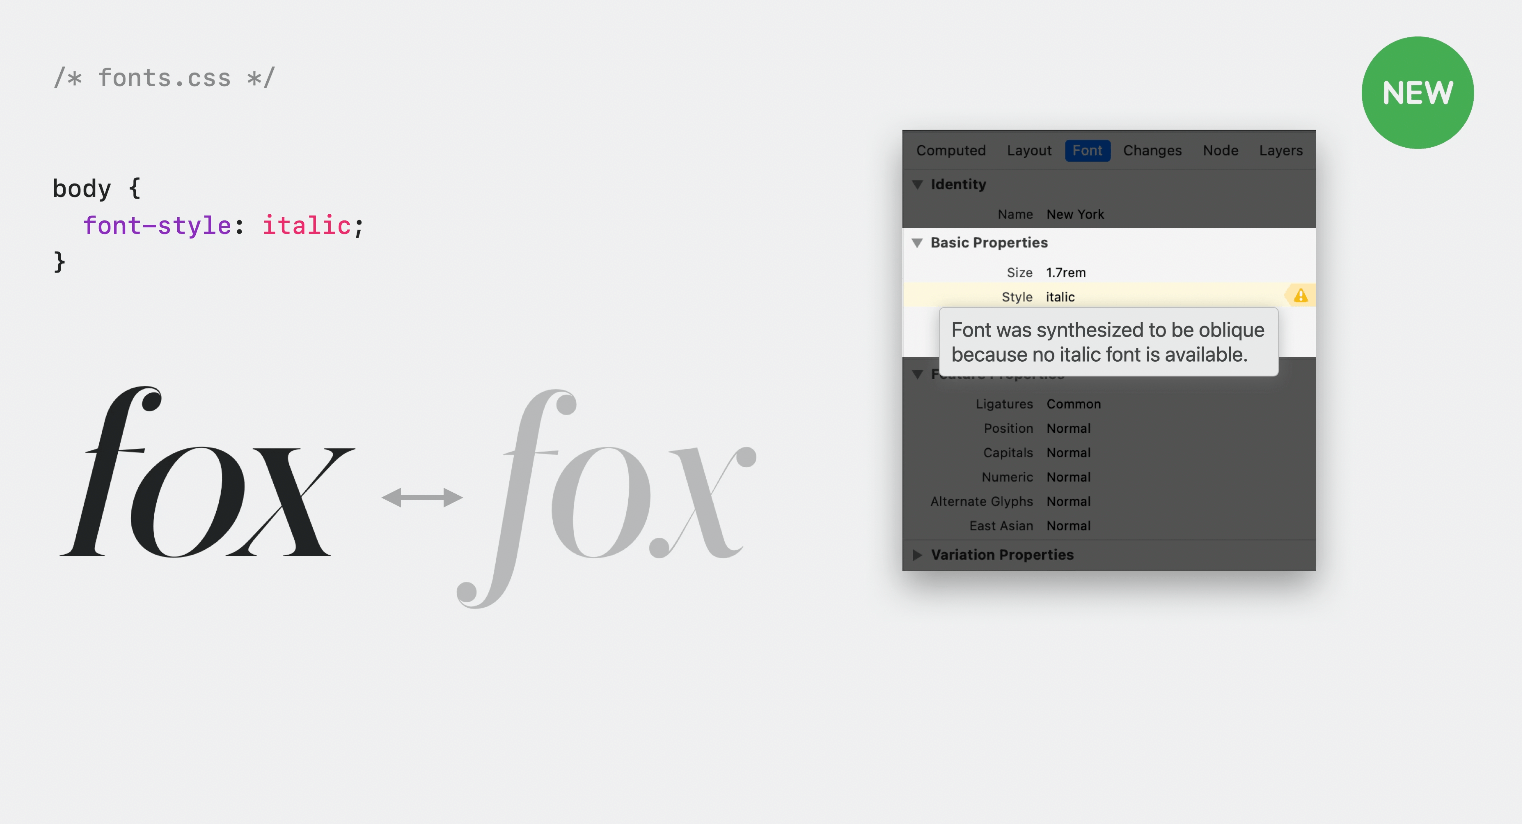 /* fonts.css */
NEW
body {
font-style: italic;
}
fox
fox
Computed Layout Font Changes Node Layers
Identity
Name New York
Basic Properties
Size 1.7rem
Style italic
Font was synthesized to be oblique
because no italic font is available.
Feature Properties
Ligatures Common
Position Normal
Capitals Normal
Numeric Normal
Alternate Glyphs Normal
East Asian Normal
Variation Properties